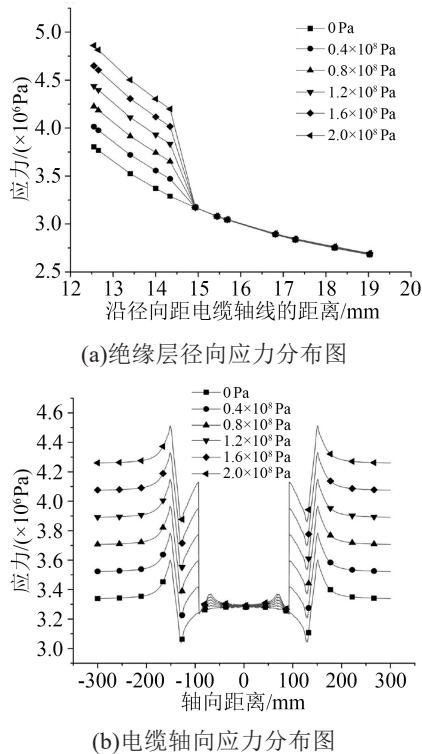 5.0
4.5
4.0
3.5
3.0
2.5
应力/(×10⁶Pa)
0 Pa
0.4×10⁸ Pa
0.8×10⁸ Pa
1.2×10⁸ Pa
1.6×10⁸ Pa
2.0×10⁸ Pa
12 13 14 15 16 17 18 19 20
沿径向距电缆轴线的距离/mm
(a)绝缘层径向应力分布图
4.6
4.4
4.2
4.0
3.8
3.6
3.4
3.2
3.0
应力/(×10⁶Pa)
0 Pa
0.4×10⁸ Pa
0.8×10⁸ Pa
1.2×10⁸ Pa
1.6×10⁸ Pa
2.0×10⁸ Pa
-300 -200 -100 0 100 200 300
轴向距离/mm
(b)电缆轴向应力分布图